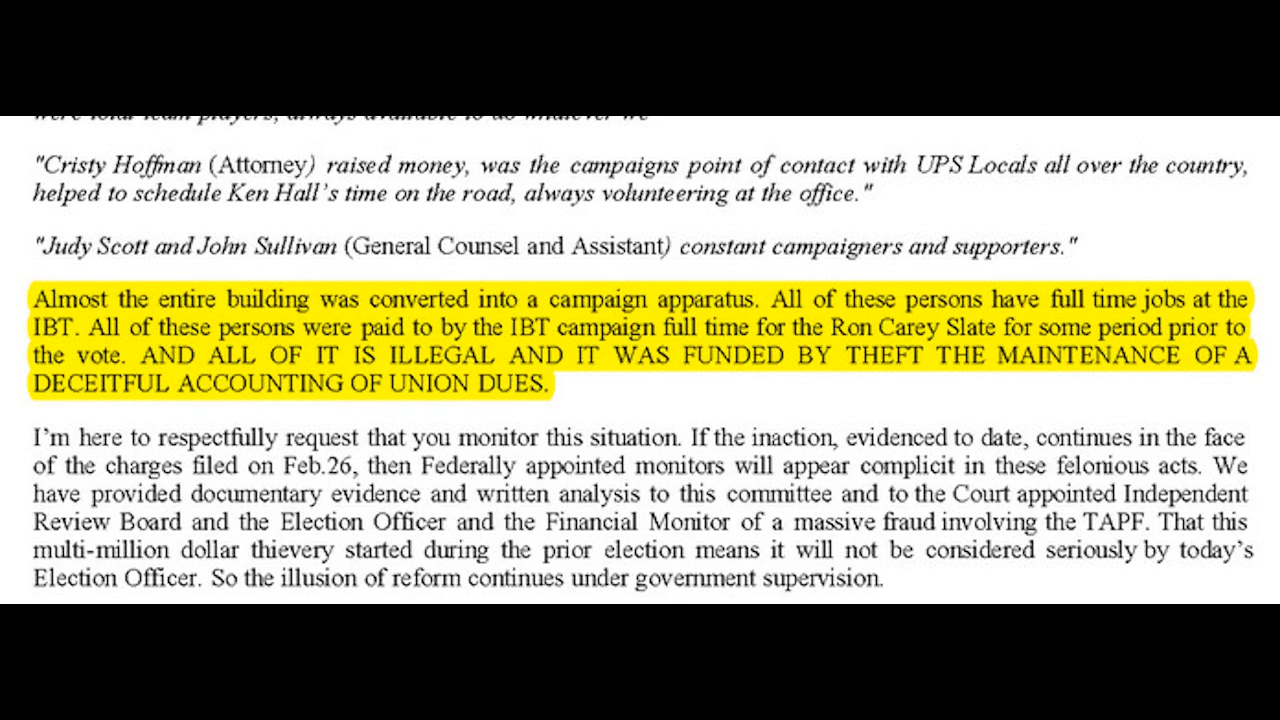 "Cristy Hoffman (Attorney) raised money, was the campaigns point of contact with UPS Locals all over the country,
helped to schedule Ken Hall's time on the road, always volunteering at the office."
"Judy Scott and John Sullivan (General Counsel and Assistant) constant campaigners and supporters."
Almost the entire building was converted into a campaign apparatus. All of these persons have full time jobs at the
IBT. All of these persons were paid to by the IBT campaign full time for the Ron Carey Slate for some period prior to
the vote. AND ALL OF IT IS ILLEGAL AND IT WAS FUNDED BY THEFT THE MAINTENANCE OF A
DECEITFUL ACCOUNTING OF UNION DUES.
I'm here to respectfully request that you monitor this situation. If the inaction, evidenced to date, continues in the face
of the charges filed on Feb.26, then Federally appointed monitors will appear complicit in these felonious acts. We
have provided documentary evidence and written analysis to this committee and to the Court appointed Independent
Review Board and the Election Officer and the Financial Monitor of a massive fraud involving the TAPF. That this
multi-million dollar thievery started during the prior election means it will not be considered seriously by today's
Election Officer. So the illusion of reform continues under government supervision.